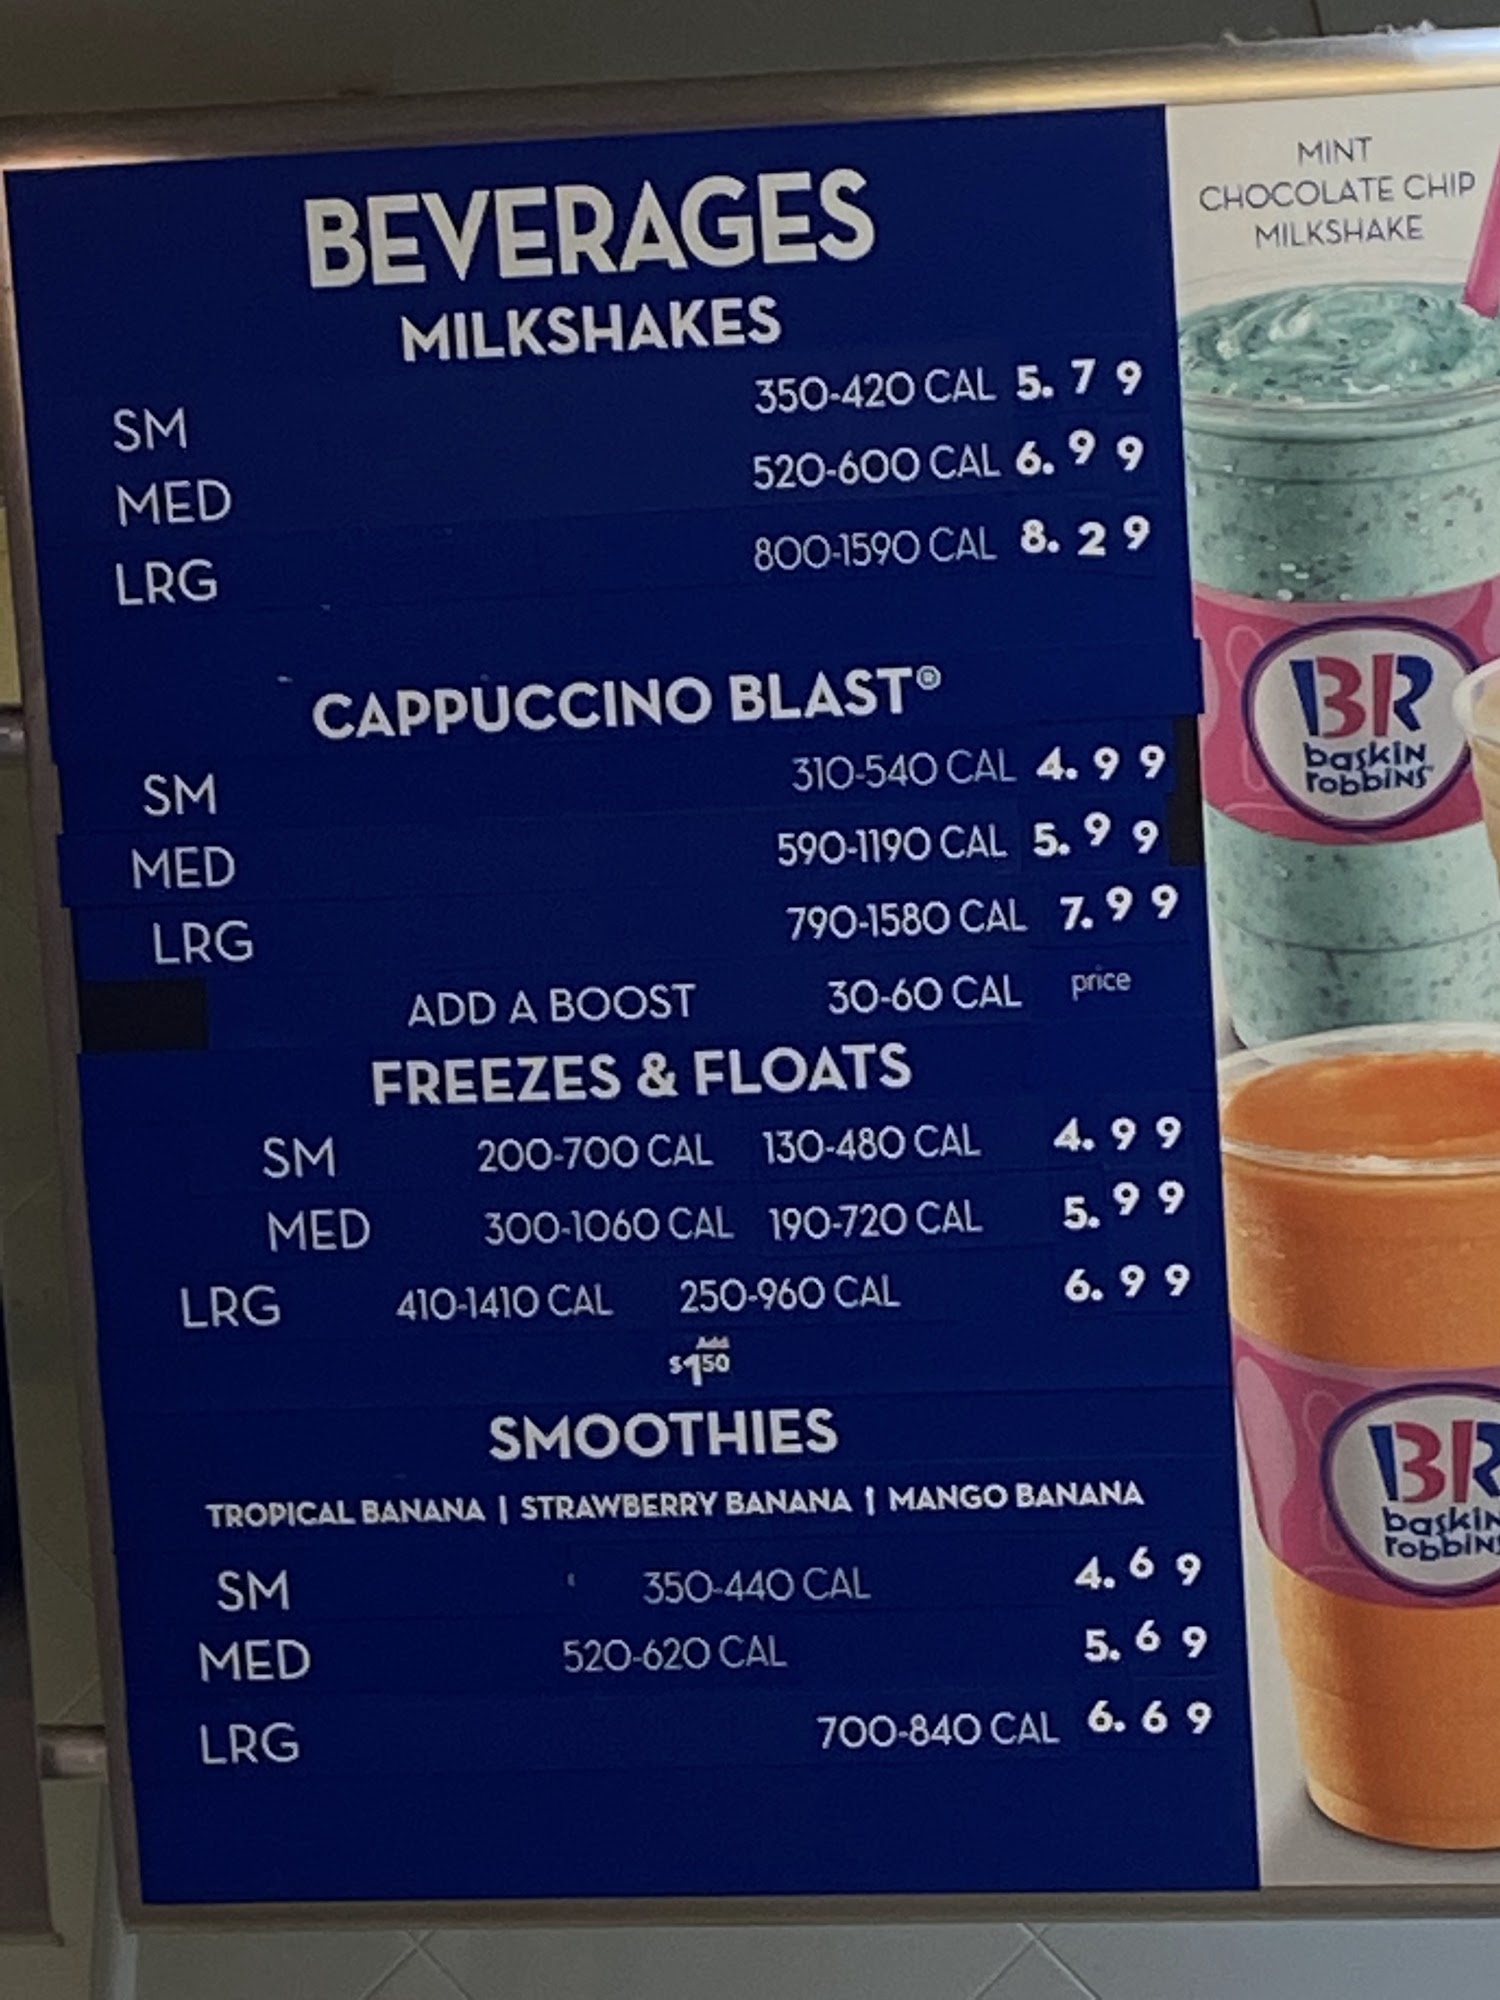 BEVERAGES
MILKSHAKES
SM 350-420 CAL 5.79
MED 520-600 CAL 6.99
LRG 800-1590 CAL 8.29
CAPPUCCINO BLAST®
SM 310-540 CAL 4.99
MED 590-1190 CAL 5.99
LRG 790-1580 CAL 7.99
ADD A BOOST 30-60 CAL price
FREEZES & FLOATS
SM 200-700 CAL 130-480 CAL 4.99
MED 300-1060 CAL 190-720 CAL 5.99
LRG 410-1410 CAL 250-960 CAL 6.99
Add
$1.50
SMOOTHIES
TROPICAL BANANA | STRAWBERRY BANANA | MANGO BANANA
SM 350-440 CAL 4.69
MED 520-620 CAL 5.69
LRG 700-840 CAL 6.69
MINT
CHOCOLATE CHIP
MILKSHAKE
BR
baskin
robbins
BR
baskin
robbins